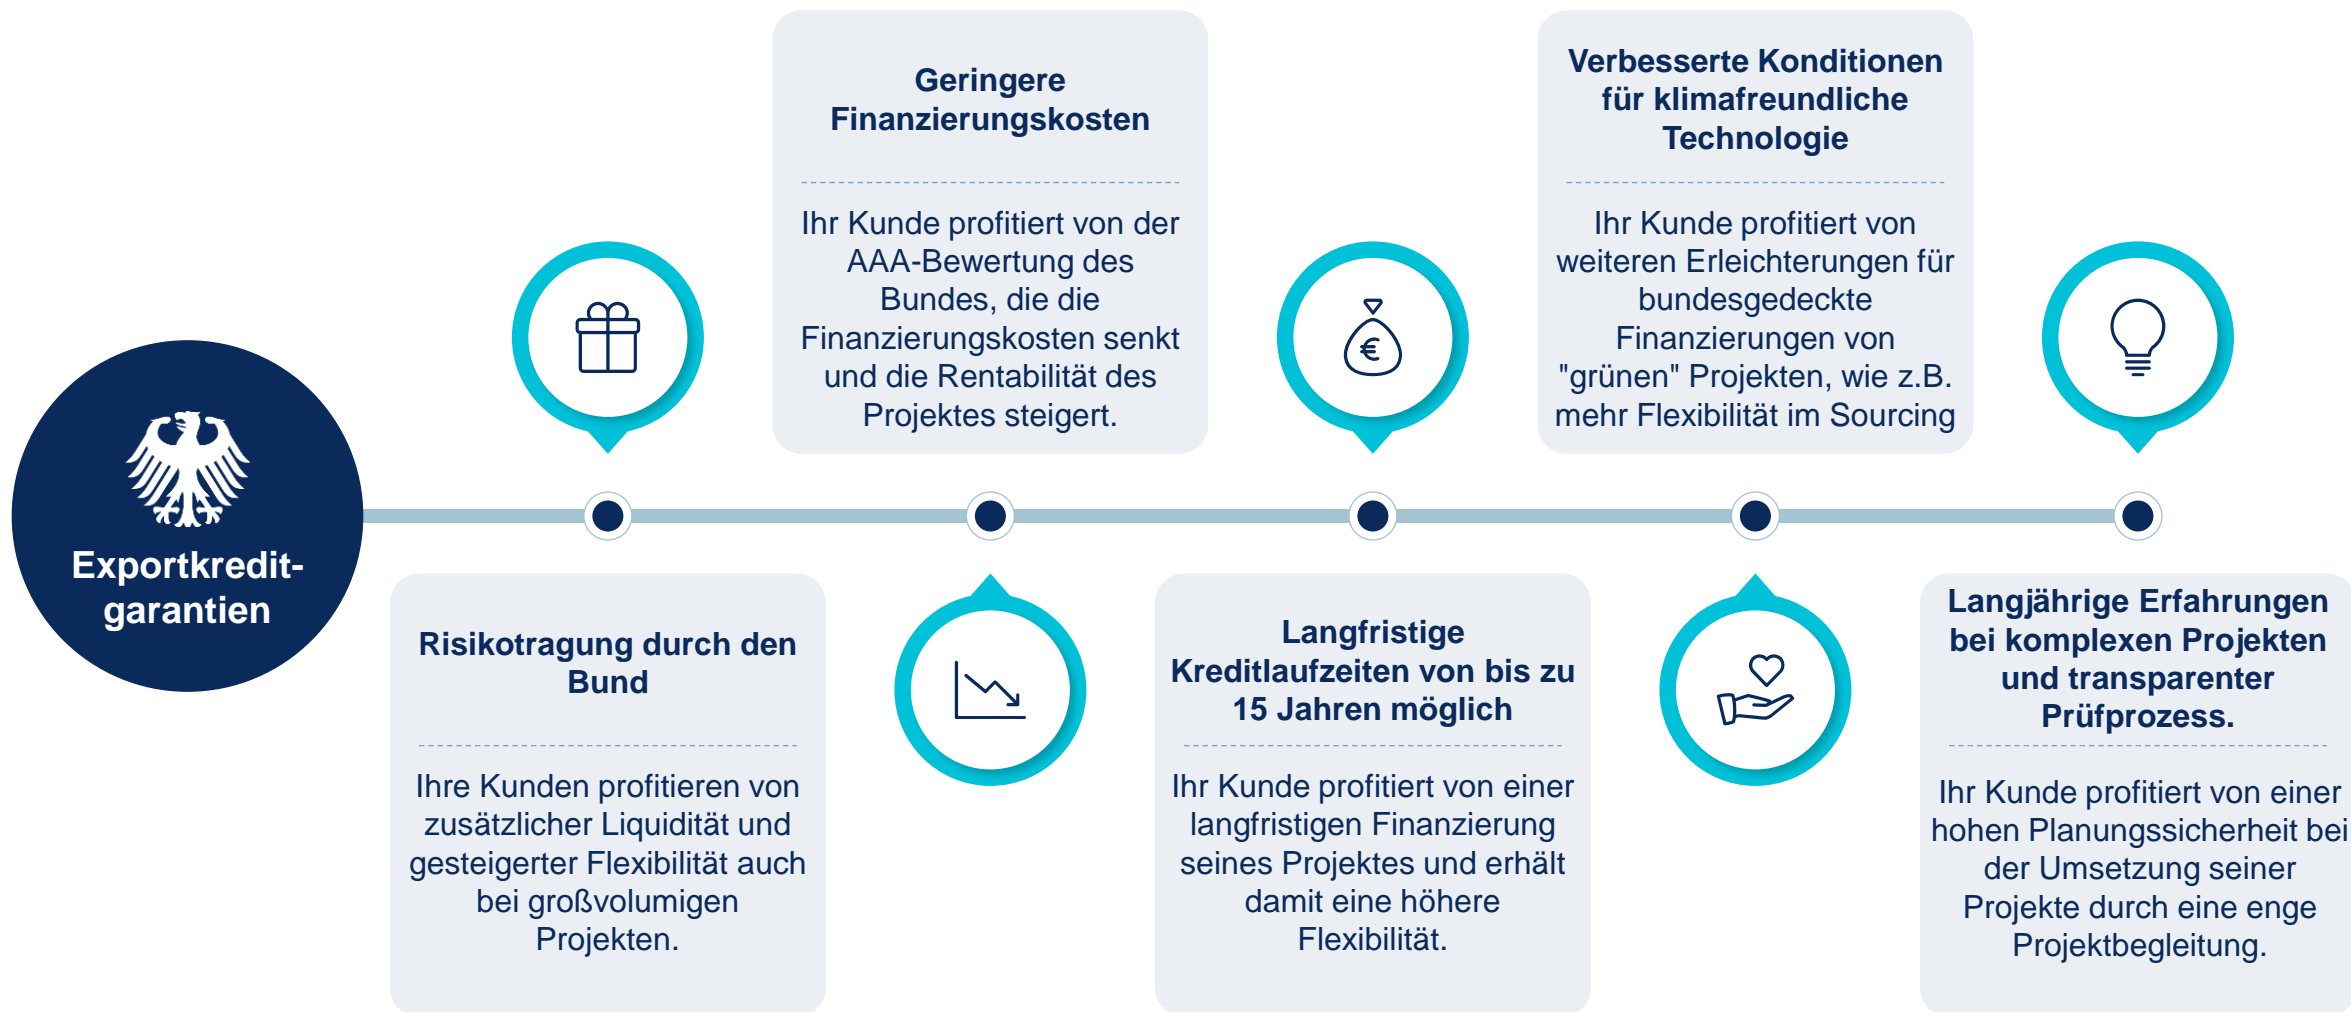 Exportkredit-
garantien
Risikotragung durch den
Bund
Ihre Kunden profitieren von
zusätzlicher Liquidität und
gesteigerter Flexibilität auch
bei großvolumigen
Projekten.
Geringere
Finanzierungskosten
Ihr Kunde profitiert von der
AAA-Bewertung des
Bundes, die die
Finanzierungskosten senkt
und die Rentabilität des
Projektes steigert.
€
Langfristige
Kreditlaufzeiten von bis zu
15 Jahren möglich
Ihr Kunde profitiert von einer
langfristigen Finanzierung
seines Projektes und erhält
damit eine höhere
Flexibilität.
Verbesserte Konditionen
für klimafreundliche
Technologie
Ihr Kunde profitiert von
weiteren Erleichterungen für
bundesgedeckte
Finanzierungen von
"grünen" Projekten, wie z.B.
mehr Flexibilität im Sourcing
Langjährige Erfahrungen
bei komplexen Projekten
und transparenter
Prüfprozess.
Ihr Kunde profitiert von einer
hohen Planungssicherheit bei
der Umsetzung seiner
Projekte durch eine enge
Projektbegleitung.